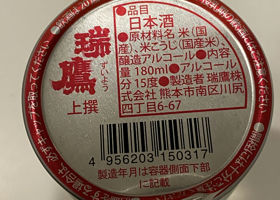 瑞鷹
ずいよう
上撰
●品目
日本酒
●原材料名 米(国
産)、米こうじ(国産米)、
醸造アルコール●内容
量180ml●アルコール
分15度●製造者 瑞鷹株
式会社 熊本市南区川尻
四丁目6-67
4956203150317
製造年月は容器側面下部
に記載